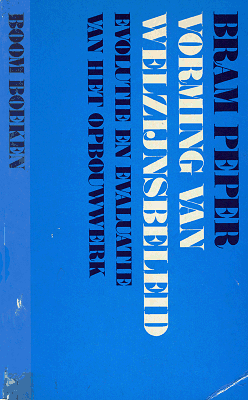 BRAM PEPER
VORMING VAN
WELZIJNSBELEID
EVOLUTIE EN EVALUATIE
VAN HET OPBOUWWERK
BOOM BOEKEN